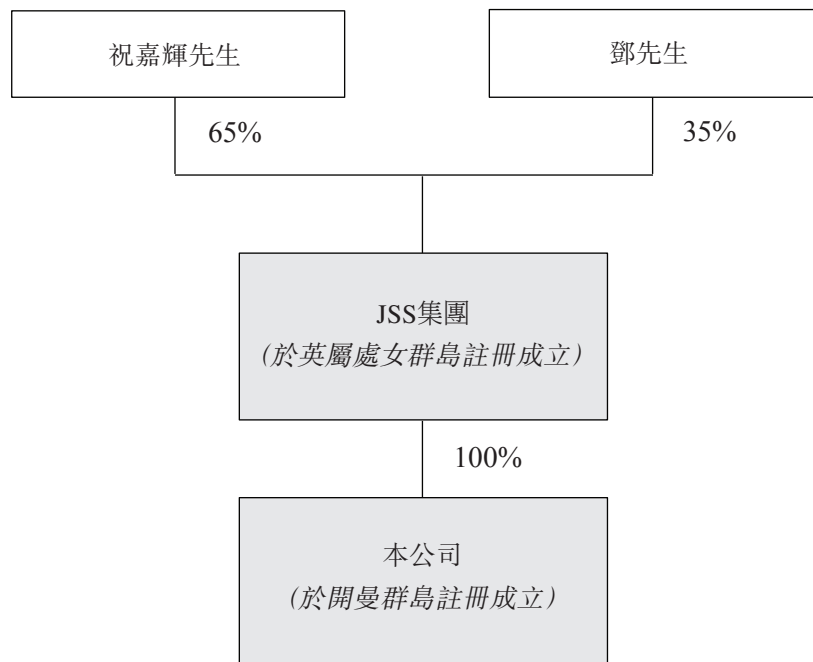 祝嘉輝先生
鄧先生
65%
35%
JSS集團
(於英屬處女群島註冊成立)
100%
本公司
(於開曼群島註冊成立)